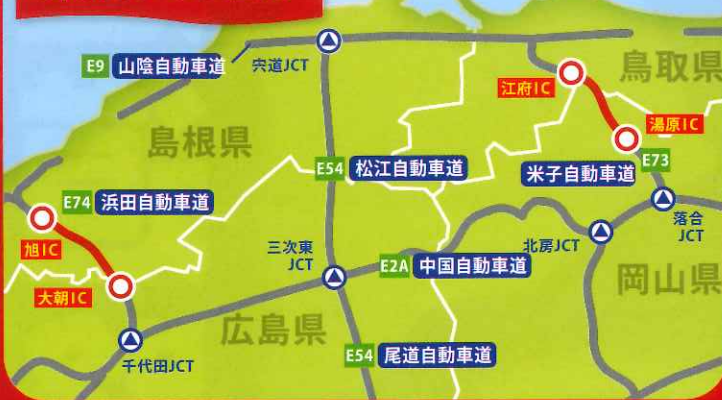 鳥取県
江府IC
E9 山陰自動車道
宍道JCT
湯原IC
島根県
E73
E54 松江自動車道
米子自動車道
E74 浜田自動車道
落合
JCT
旭IC
三次東
JCT
北房JCT
E2A 中国自動車道
岡山県
大朝IC
広島県
E54 尾道自動車道
千代田JCT